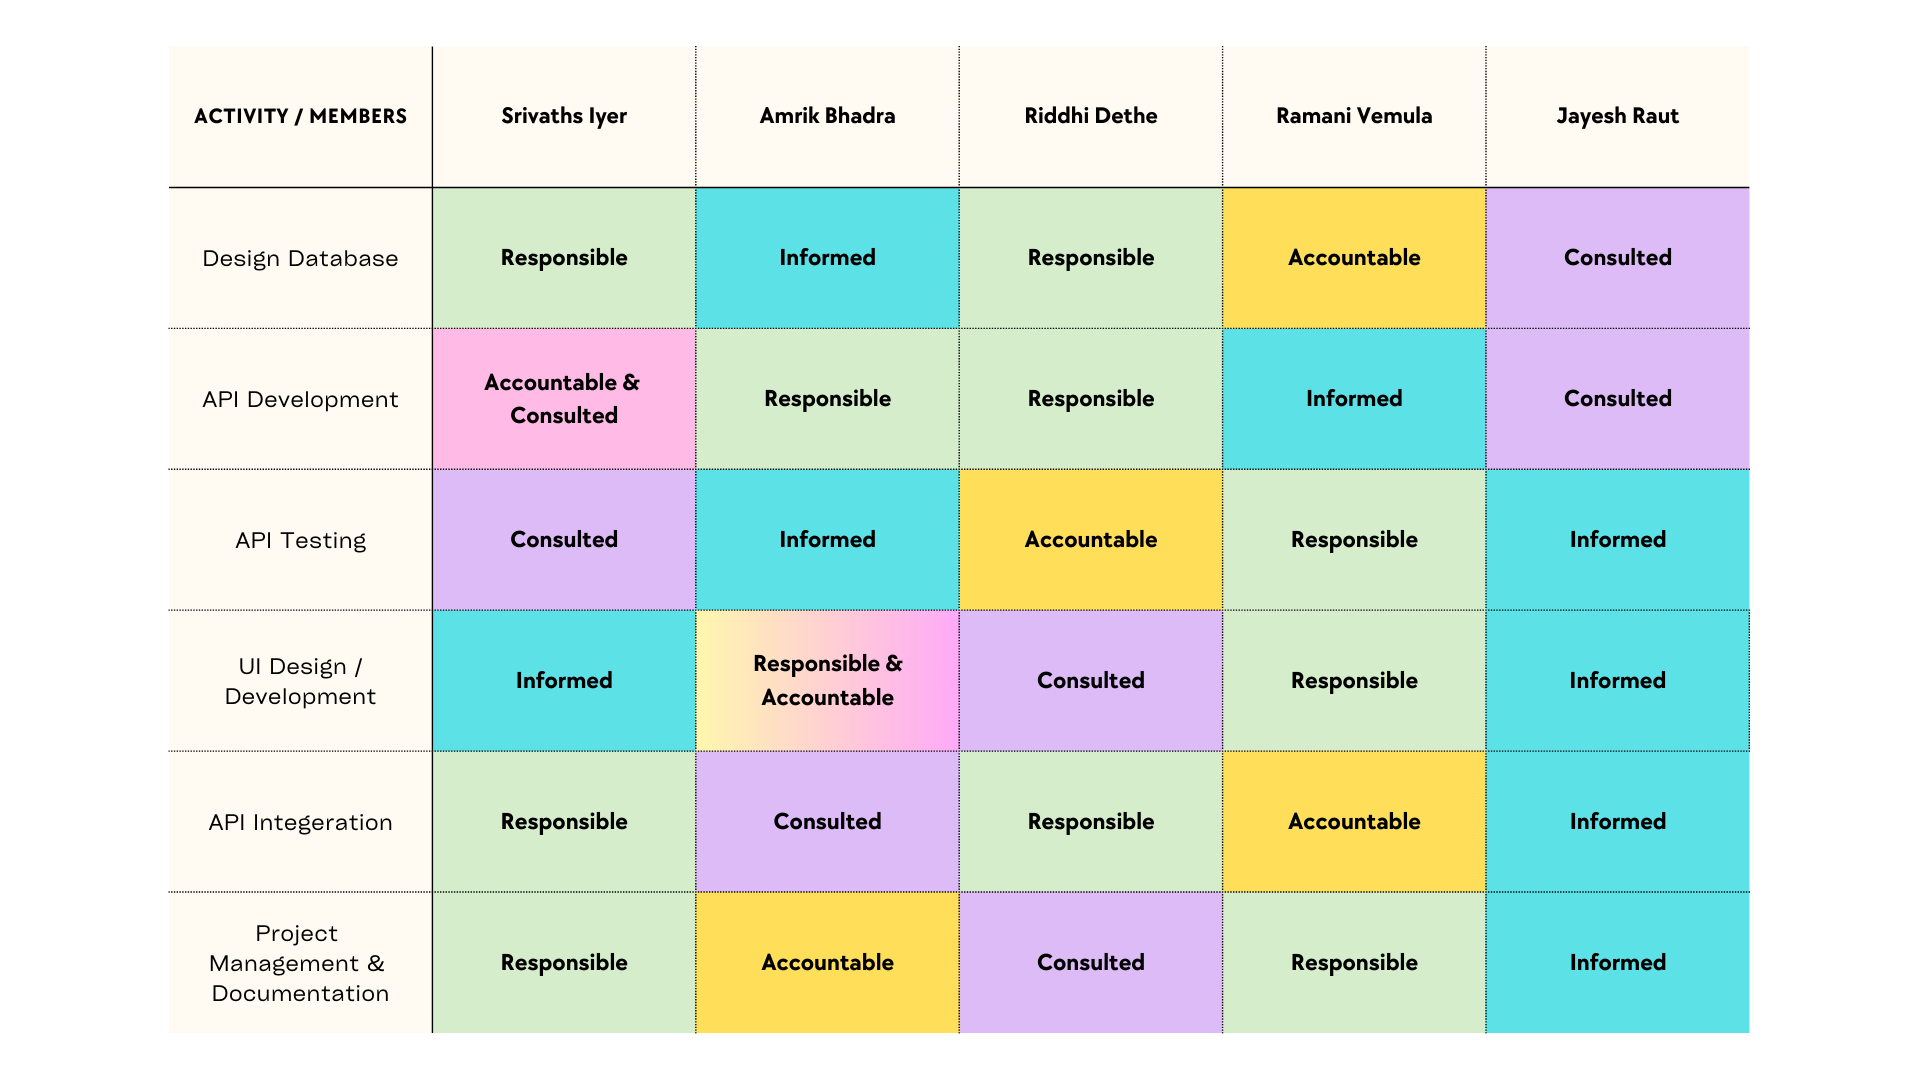 ACTIVITY / MEMBERS
Srivaths Iyer
Amrik Bhadra
Riddhi Dethe
Ramani Vemula
Jayesh Raut
Design Database
Responsible
Informed
Responsible
Accountable
Consulted
API Development
Accountable &
Consulted
Responsible
Responsible
Informed
Consulted
API Testing
Consulted
Informed
Accountable
Responsible
Informed
UI Design /
Development
Informed
Responsible &
Accountable
Consulted
Responsible
Informed
API Integeration
Responsible
Consulted
Responsible
Accountable
Informed
Project
Management &
Documentation
Responsible
Accountable
Consulted
Responsible
Informed